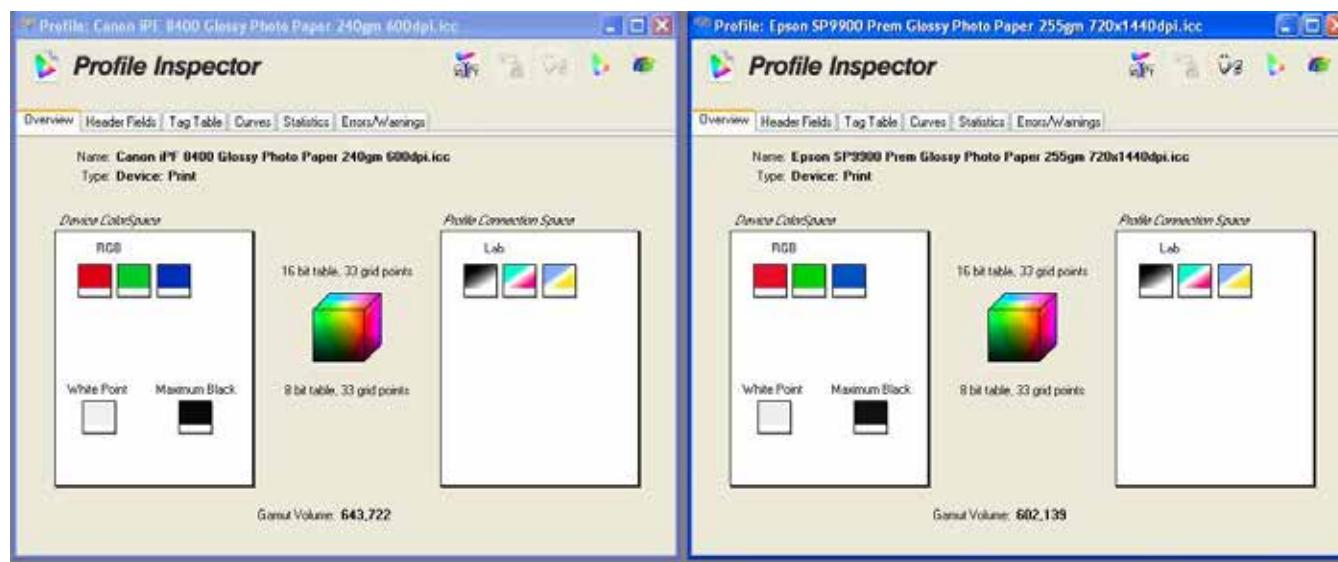 Profile: Canon iPF 8400 Glossy Photo Paper 240gm 600dpi.icc
Profile Inspector
Overview Header Fields Tag Table Curves Statistics Errors/Warnings
Name: Canon iPF 8400 Glossy Photo Paper 240gm 600dpi.icc
Type: Device: Print
Device ColorSpace
Profile Connection Space
RGB
Lab
16 bit table, 33 grid points
White Point
Maximum Black
8 bit table, 33 grid points
Gamut Volume: 643,722
Profile: Epson SP9900 Prem Glossy Photo Paper 255gm 720x1440dpi.icc
Profile Inspector
Overview Header Fields Tag Table Curves Statistics Errors/Warnings
Name: Epson SP9900 Prem Glossy Photo Paper 255gm 720x1440dpi.icc
Type: Device: Print
Device ColorSpace
Profile Connection Space
RGB
Lab
16 bit table, 33 grid points
White Point
Maximum Black
8 bit table, 33 grid points
Gamut Volume: 602,139